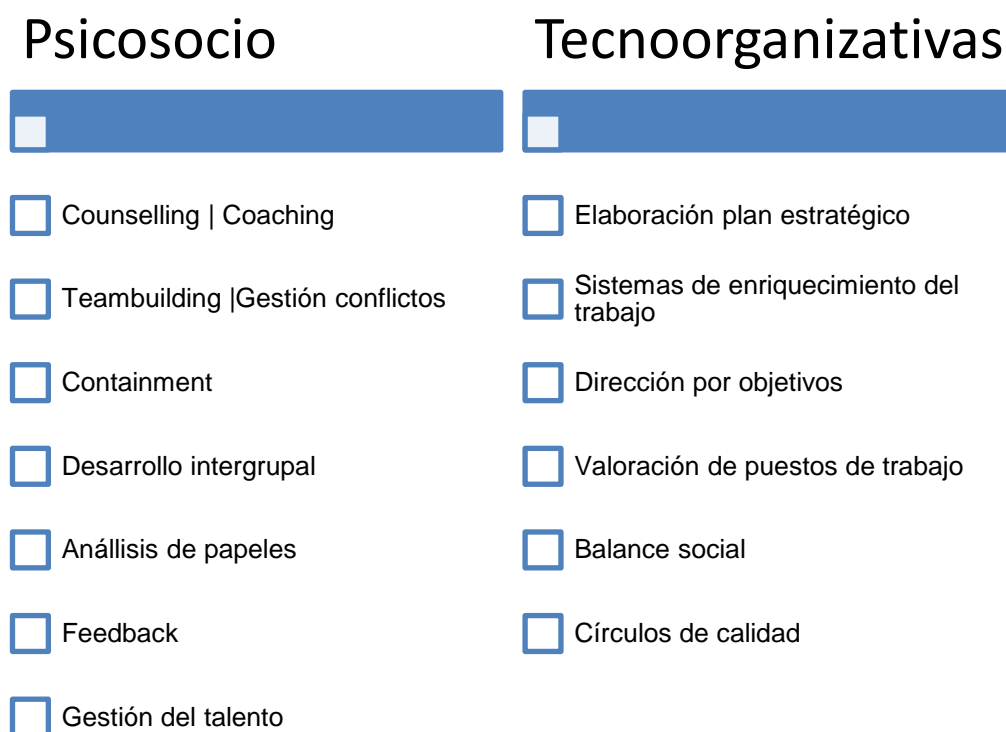 Psicosocio
Counselling | Coaching
Teambuilding |Gestión conflictos
Containment
Desarrollo intergrupal
Anállisis de papeles
Feedback
Gestión del talento
Tecnoorganizativas
Elaboración plan estratégico
Sistemas de enriquecimiento del
trabajo
Dirección por objetivos
Valoración de puestos de trabajo
Balance social
Círculos de calidad